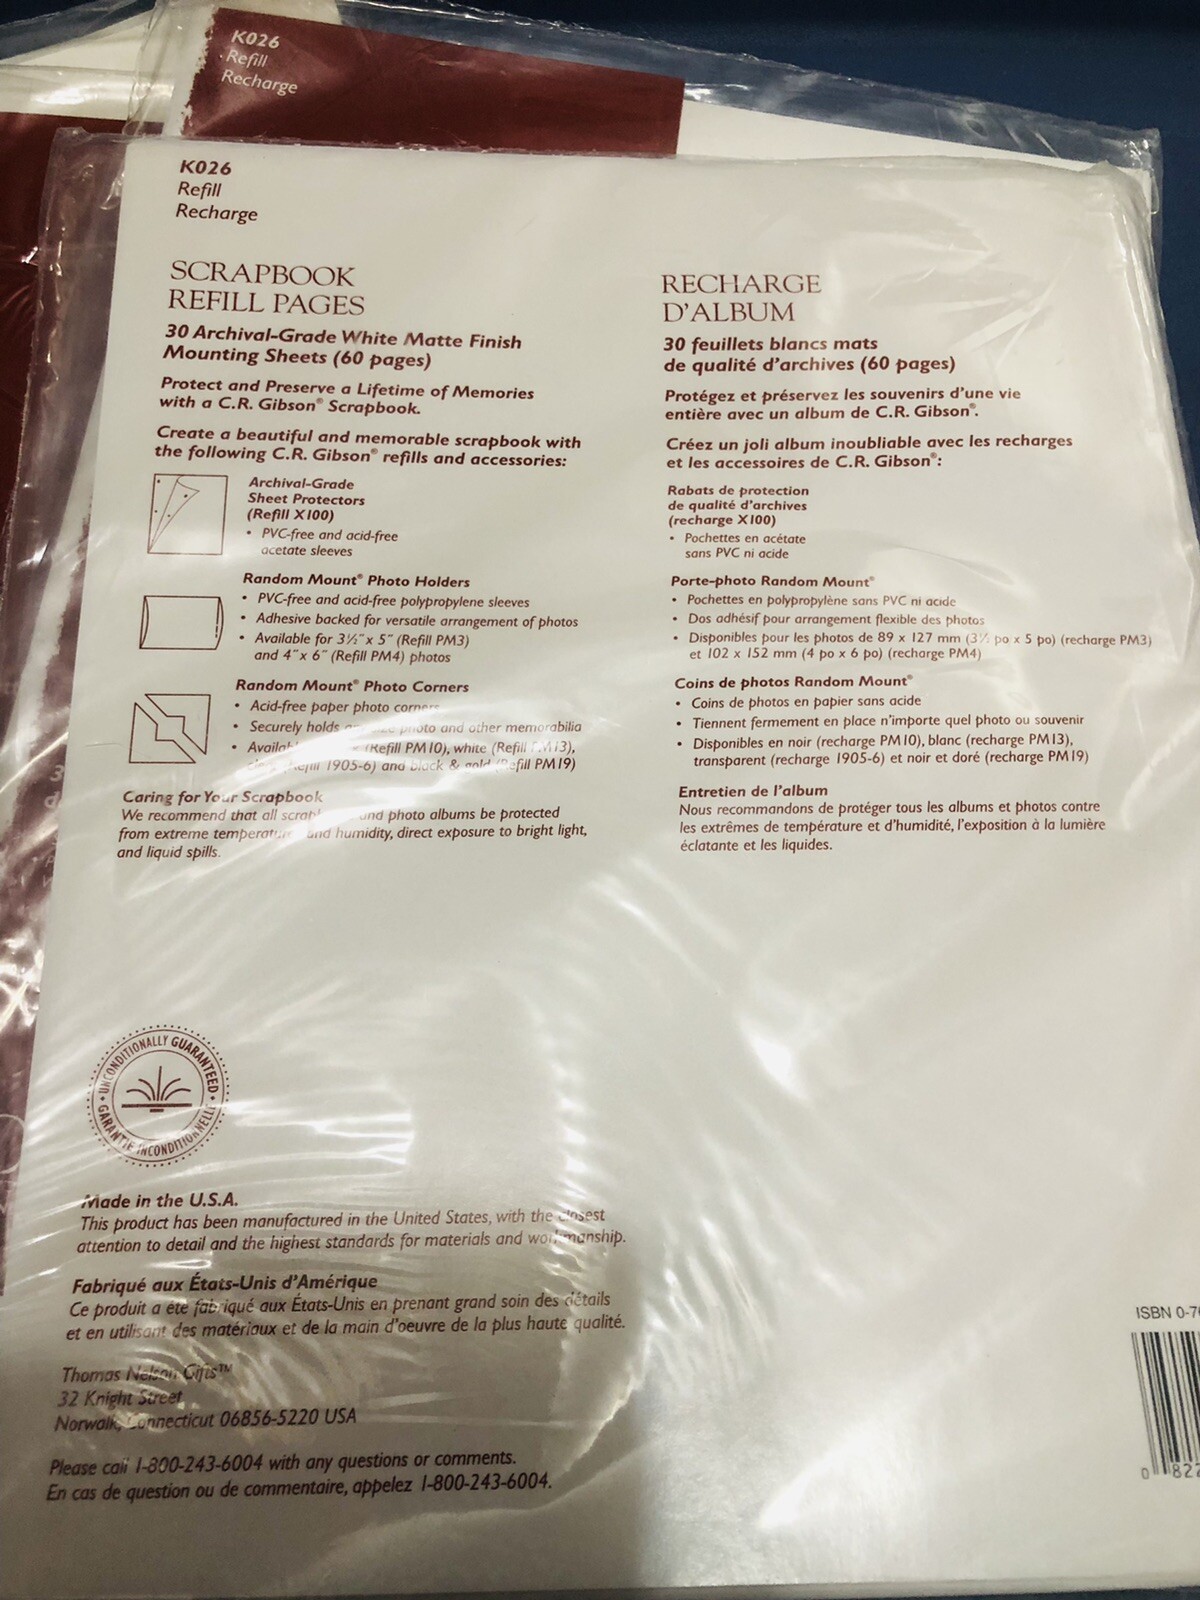 K026
Refill
Recharge
K026
Refill
Recharge
SCRAPBOOK
REFILL PAGES
30 Archival-Grade White Matte Finish
Mounting Sheets (60 pages)
Protect and Preserve a Lifetime of Memories
with a C.R. Gibson® Scrapbook.
Create a beautiful and memorable scrapbook with
the following C.R. Gibson® refills and accessories:
Archival-Grade
Sheet Protectors
(Refill X100)
• PVC-free and acid-free
acetate sleeves
Random Mount® Photo Holders
• PVC-free and acid-free polypropylene sleeves
• Adhesive backed for versatile arrangement of photos
• Available for 3½" x 5" (Refill PM3)
and 4" x 6" (Refill PM4) photos
Random Mount® Photo Corners
• Acid-free paper photo corners
• Securely holds photo and other memorabilia
• (Refill PM10), white (Refill PM13),
(Refill 1905-6) and black & gold (Refill PM19)
Caring for Your Scrapbook
We recommend that all and photo albums be protected
from extreme temperature and humidity, direct exposure to bright light,
and liquid spills.
RECHARGE
D'ALBUM
30 feuillets blancs mats
de qualité d'archives (60 pages)
Protégez et préservez les souvenirs d'une vie
entière avec un album de C.R. Gibson®.
Créez un joli album inoubliable avec les recharges
et les accessoires de C.R. Gibson®:
Rabats de protection
de qualité d'archives
(recharge X100)
• Pochettes en acétate
sans PVC ni acide
Porte-photo Random Mount®
• Pochettes en polypropylène sans PVC ni acide
• Dos adhésif pour arrangement flexible des photos
• Disponibles pour les photos de 89 x 127 mm (3½ po x 5 po) (recharge PM3)
et 102 x 152 mm (4 po x 6 po) (recharge PM4)
Coins de photos Random Mount®
• Coins de photos en papier sans acide
• Tiennent fermement en place n'importe quel photo ou souvenir
• Disponibles en noir (recharge PM10), blanc (recharge PM13),
transparent (recharge 1905-6) et noir et doré (recharge PM19)
Entretien de l'album
Nous recommandons de protéger tous les albums et photos contre
les extrêmes de température et d'humidité, l'exposition à la lumière
éclatante et les liquides.
UNCONDITIONALLY GUARANTEED
GARANTIE INCONDITIONNELLE
Made in the U.S.A.
This product has been manufactured in the United States, with the closest
attention to detail and the highest standards for materials and workmanship.
Fabriqué aux États-Unis d'Amérique
Ce produit a été fabriqué aux États-Unis en prenant grand soin des détails
et en utilisant des matériaux et de la main d'oeuvre de la plus haute qualité.
Thomas Nelson Gifts™
32 Knight Street
Norwalk, Connecticut 06856-5220 USA
Please call 1-800-243-6004 with any questions or comments.
En cas de question ou de commentaire, appelez 1-800-243-6004.
ISBN 0-7
0 822